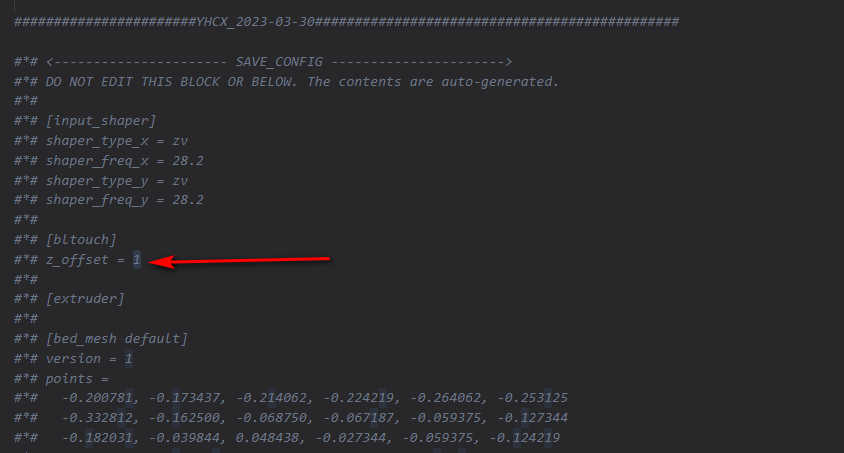 #######################YHCX_2023-03-30##############################################
#*# <---------------------- SAVE_CONFIG ---------------------->
#*# DO NOT EDIT THIS BLOCK OR BELOW. The contents are auto-generated.
#*#
#*# [input_shaper]
#*# shaper_type_x = zv
#*# shaper_freq_x = 28.2
#*# shaper_type_y = zv
#*# shaper_freq_y = 28.2
#*#
#*# [bltouch]
#*# z_offset = 1
#*#
#*# [extruder]
#*#
#*# [bed_mesh default]
#*# version = 1
#*# points =
#*#   -0.200781, -0.173437, -0.214062, -0.224219, -0.264062, -0.253125
#*#   -0.332812, -0.162500, -0.068750, -0.067187, -0.059375, -0.127344
#*#   -0.182031, -0.039844, 0.048438, -0.027344, -0.059375, -0.124219